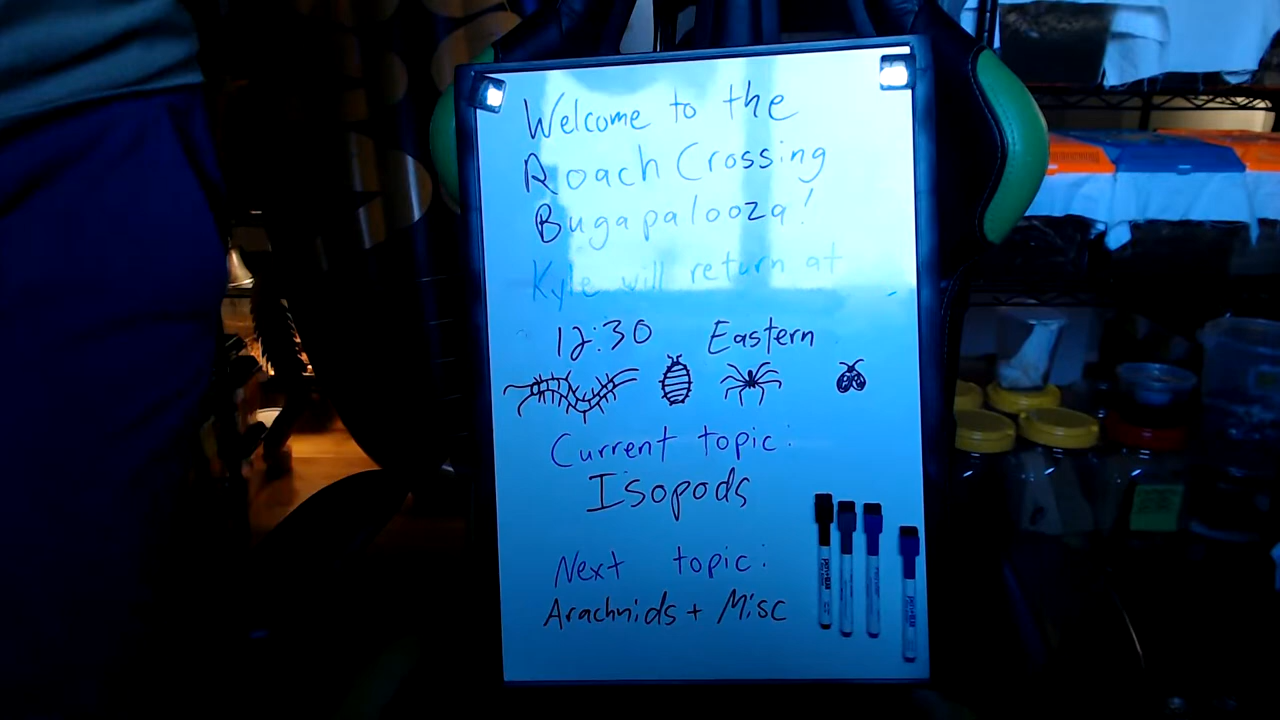 Welcome to the
Roach Crossing
Bugapalooza!
Kyle will return at
12:30 Eastern
Current topic:
Isopods
Next topic:
Arachnids + Misc